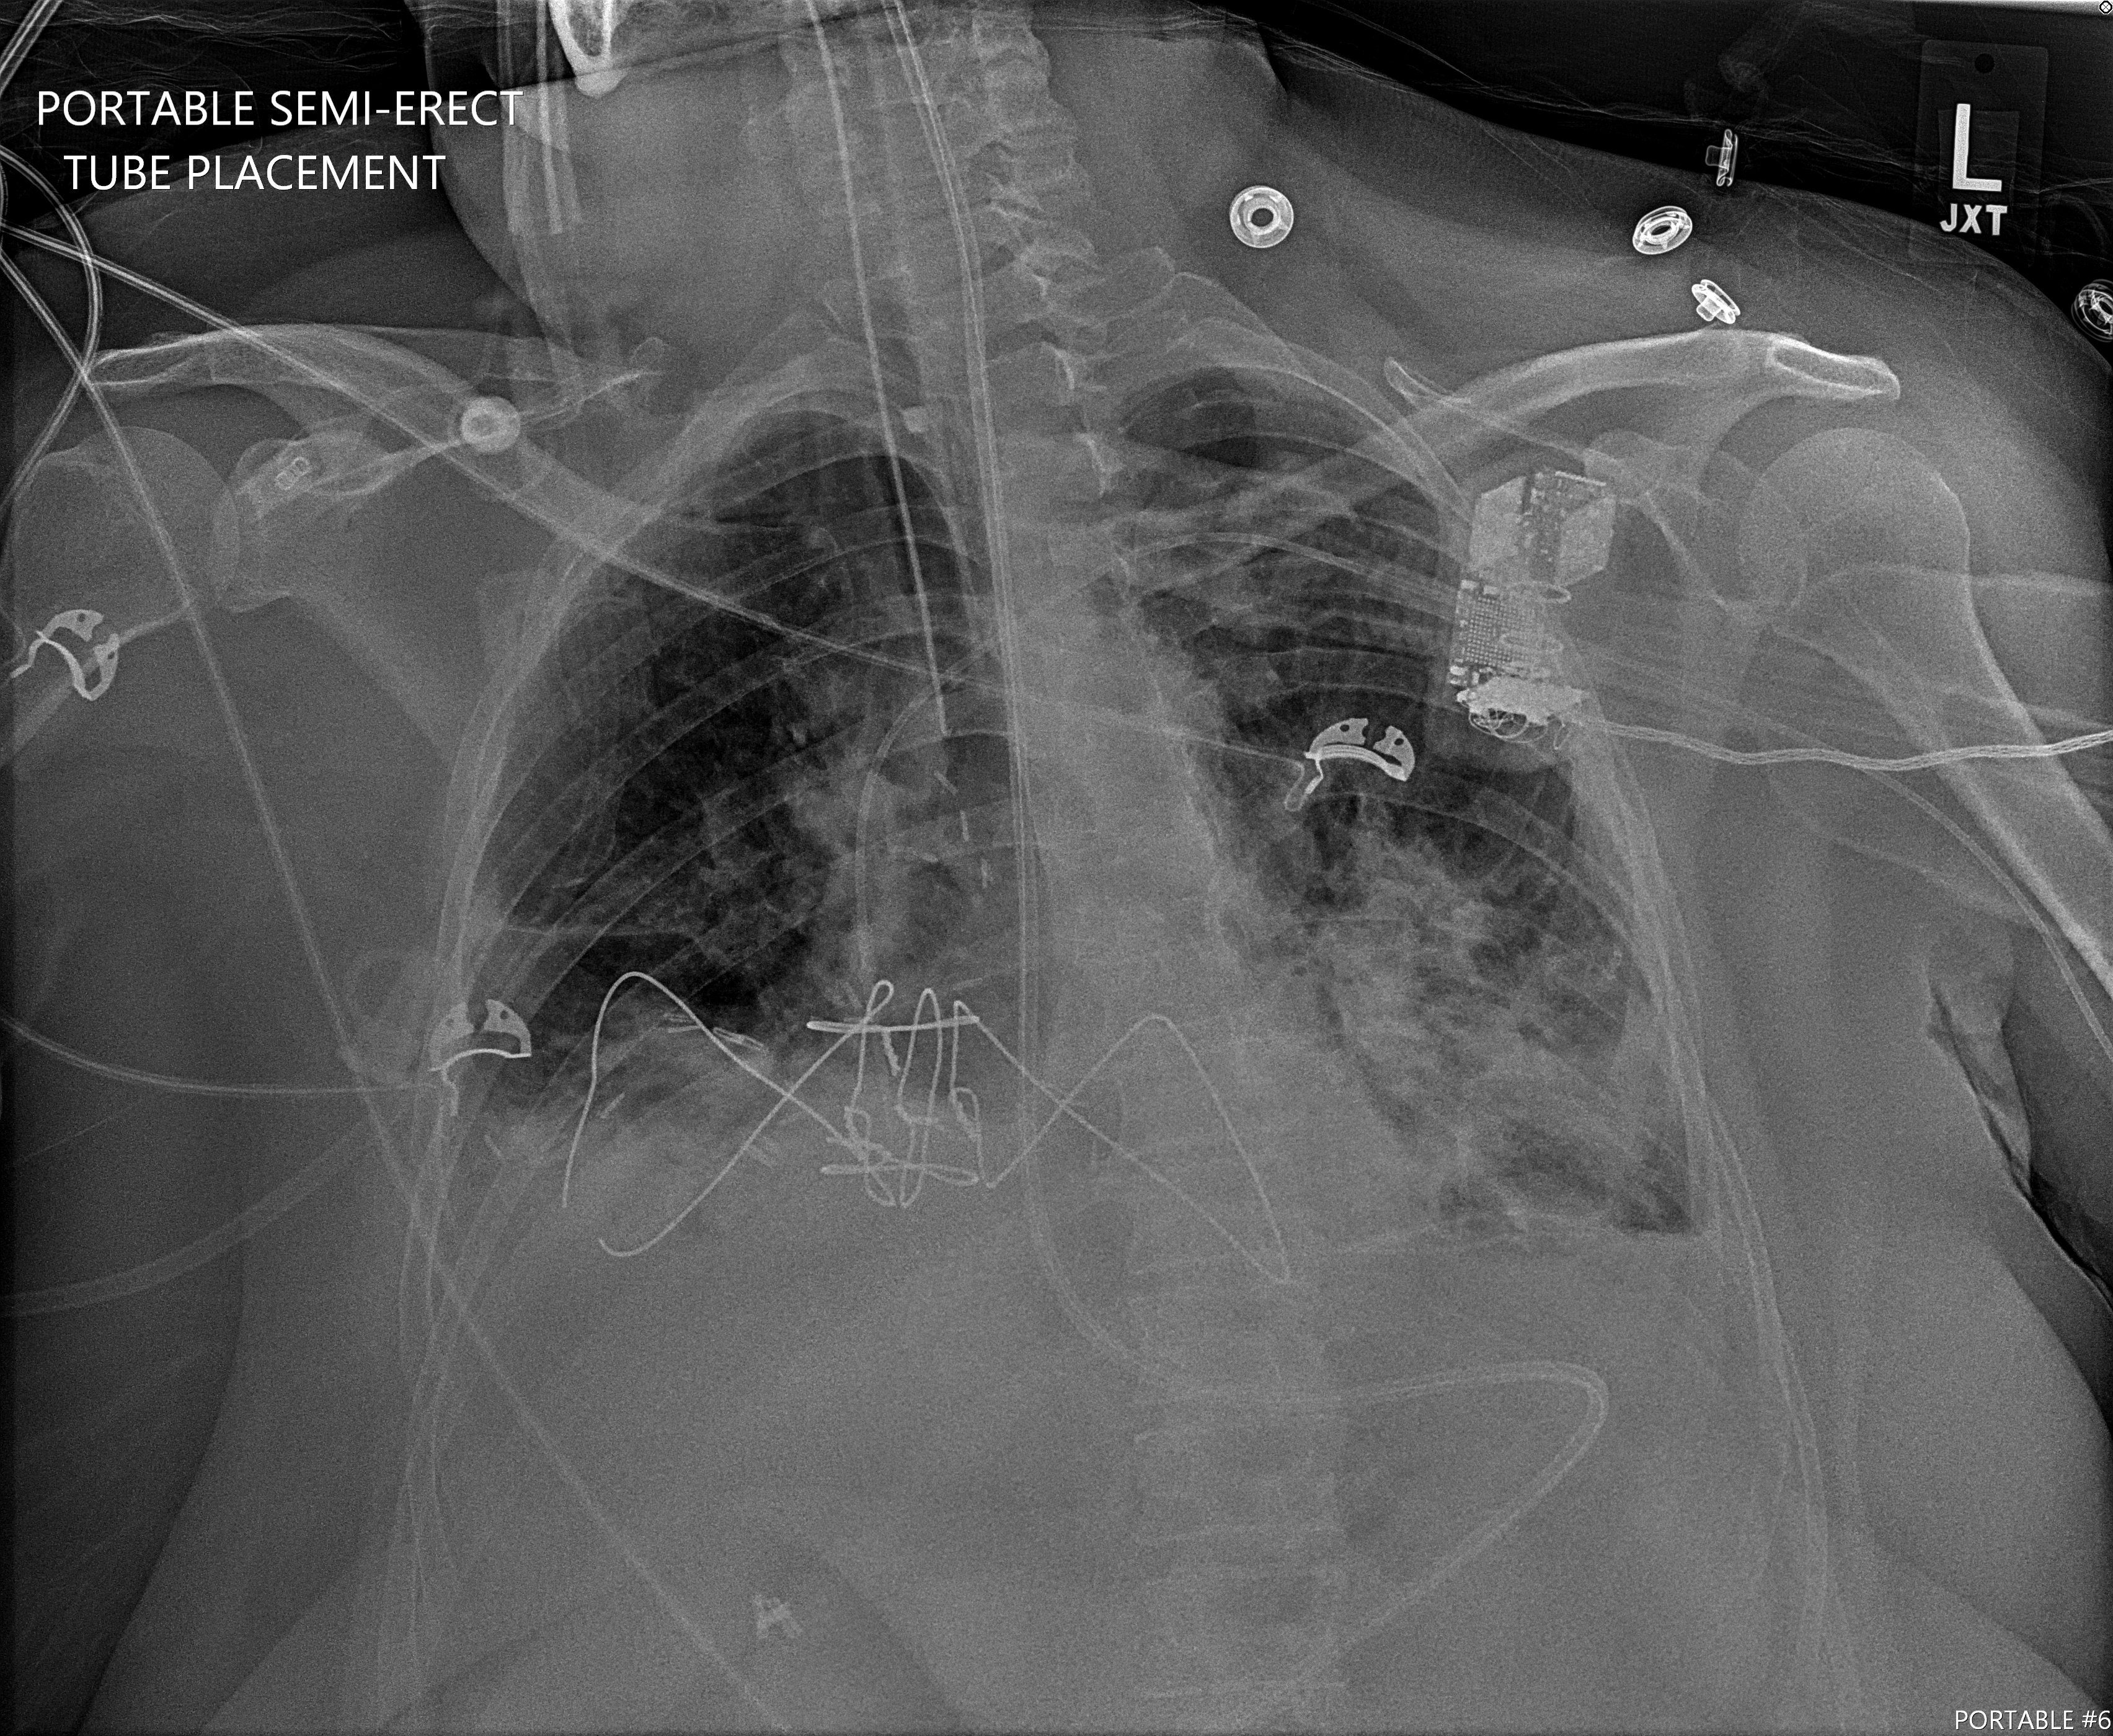 PORTABLE SEMI-ERECT
TUBE PLACEMENT
L
JXT
PORTABLE #6